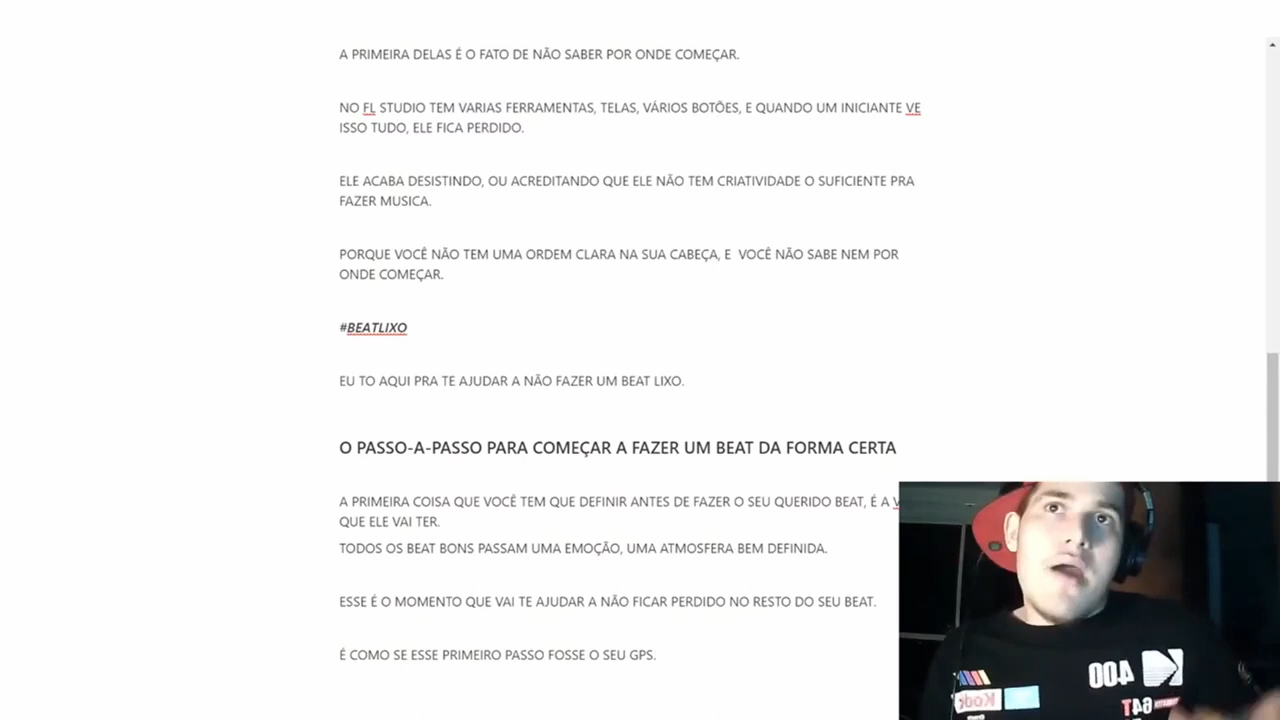 A PRIMEIRA DELAS É O FATO DE NÃO SABER POR ONDE COMEÇAR.
NO FL STUDIO TEM VARIAS FERRAMENTAS, TELAS, VÁRIOS BOTÕES, E QUANDO UM INICIANTE VE
ISSO TUDO, ELE FICA PERDIDO.
ELE ACABA DESISTINDO, OU ACREDITANDO QUE ELE NÃO TEM CRIATIVIDADE O SUFICIENTE PRA
FAZER MUSICA.
PORQUE VOCÊ NÃO TEM UMA ORDEM CLARA NA SUA CABEÇA, E VOCÊ NÃO SABE NEM POR
ONDE COMEÇAR.
#BEATLIXO
EU TO AQUI PRA TE AJUDAR A NÃO FAZER UM BEAT LIXO.
O PASSO-A-PASSO PARA COMEÇAR A FAZER UM BEAT DA FORMA CERTA
A PRIMEIRA COISA QUE VOCÊ TEM QUE DEFINIR ANTES DE FAZER O SEU QUERIDO BEAT, É A
QUE ELE VAI TER.
TODOS OS BEAT BONS PASSAM UMA EMOÇÃO, UMA ATMOSFERA BEM DEFINIDA.
ESSE É O MOMENTO QUE VAI TE AJUDAR A NÃO FICAR PERDIDO NO RESTO DO SEU BEAT.
É COMO SE ESSE PRIMEIRO PASSO FOSSE O SEU GPS.
400
64T